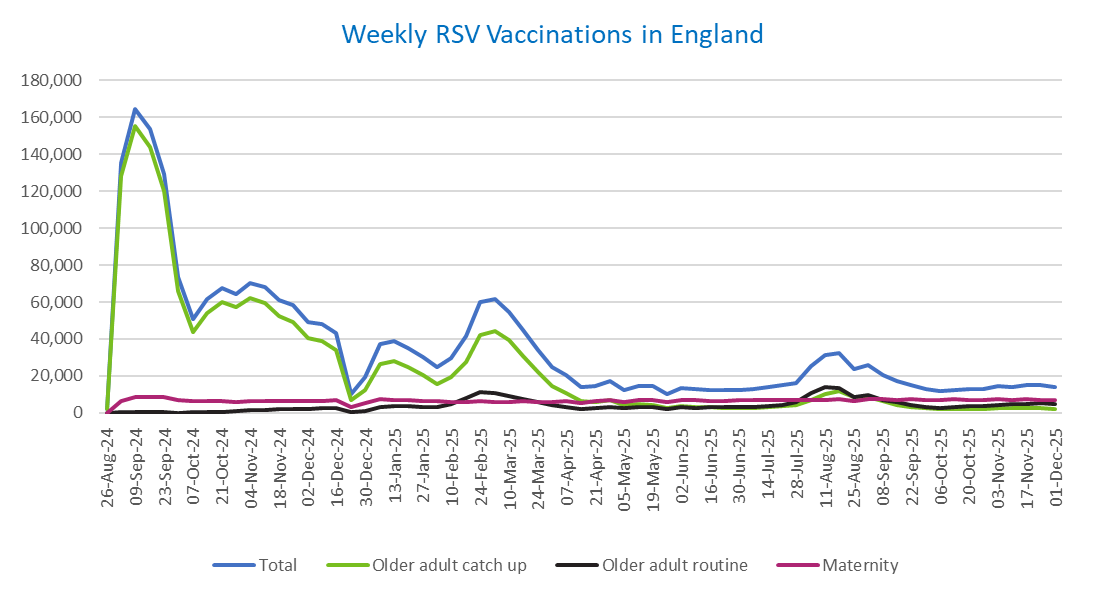 Weekly RSV Vaccinations in England
180,000
160,000
140,000
120,000
100,000
80,000
60,000
40,000
20,000
0
26-Aug-24
09-Sep-24
23-Sep-24
07-Oct-24
21-Oct-24
04-Nov-24
18-Nov-24
02-Dec-24
16-Dec-24
30-Dec-24
13-Jan-25
27-Jan-25
10-Feb-25
24-Feb-25
10-Mar-25
24-Mar-25
07-Apr-25
21-Apr-25
05-May-25
19-May-25
02-Jun-25
16-Jun-25
30-Jun-25
14-Jul-25
28-Jul-25
11-Aug-25
25-Aug-25
08-Sep-25
22-Sep-25
06-Oct-25
20-Oct-25
03-Nov-25
17-Nov-25
01-Dec-25
Total
Older adult catch up
Older adult routine
Maternity